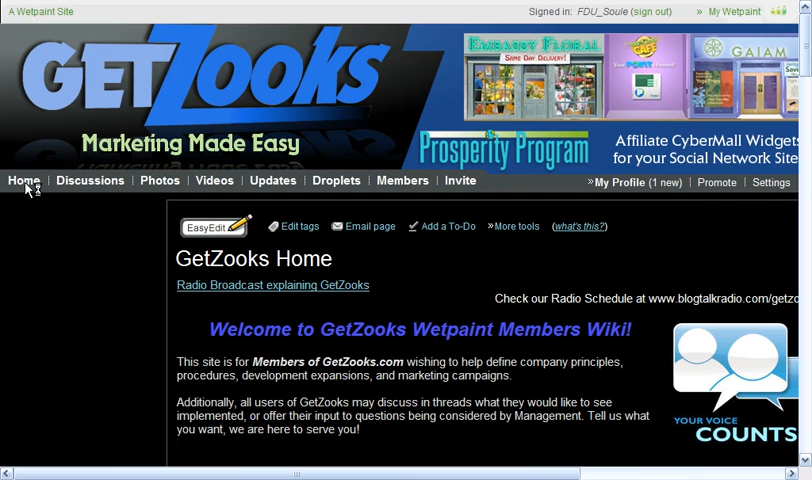 A Wetpaint Site
Signed in: FDU_Soule (sign out) » My Wetpaint
GETZOOKS
Marketing Made Easy
EMBASSY FLORAL
SAME DAY DELIVERY!
GAIAM
Prosperity Program
Affiliate CyberMall Widgets
for your Social Network Site
Home Discussions Photos Videos Updates Droplets Members Invite
»My Profile (1 new) Promote Settings
EasyEdit Edit tags Email page Add a To-Do »More tools (what's this?)
GetZooks Home
Radio Broadcast explaining GetZooks
Check our Radio Schedule at www.blogtalkradio.com/getzo
Welcome to GetZooks Wetpaint Members Wiki!
This site is for Members of GetZooks.com wishing to help define company principles,
procedures, development expansions, and marketing campaigns.
Additionally, all users of GetZooks may discuss in threads what they would like to see
implemented, or offer their input to questions being considered by Management. Tell us what
you want, we are here to serve you!
YOUR VOICE
COUNTS